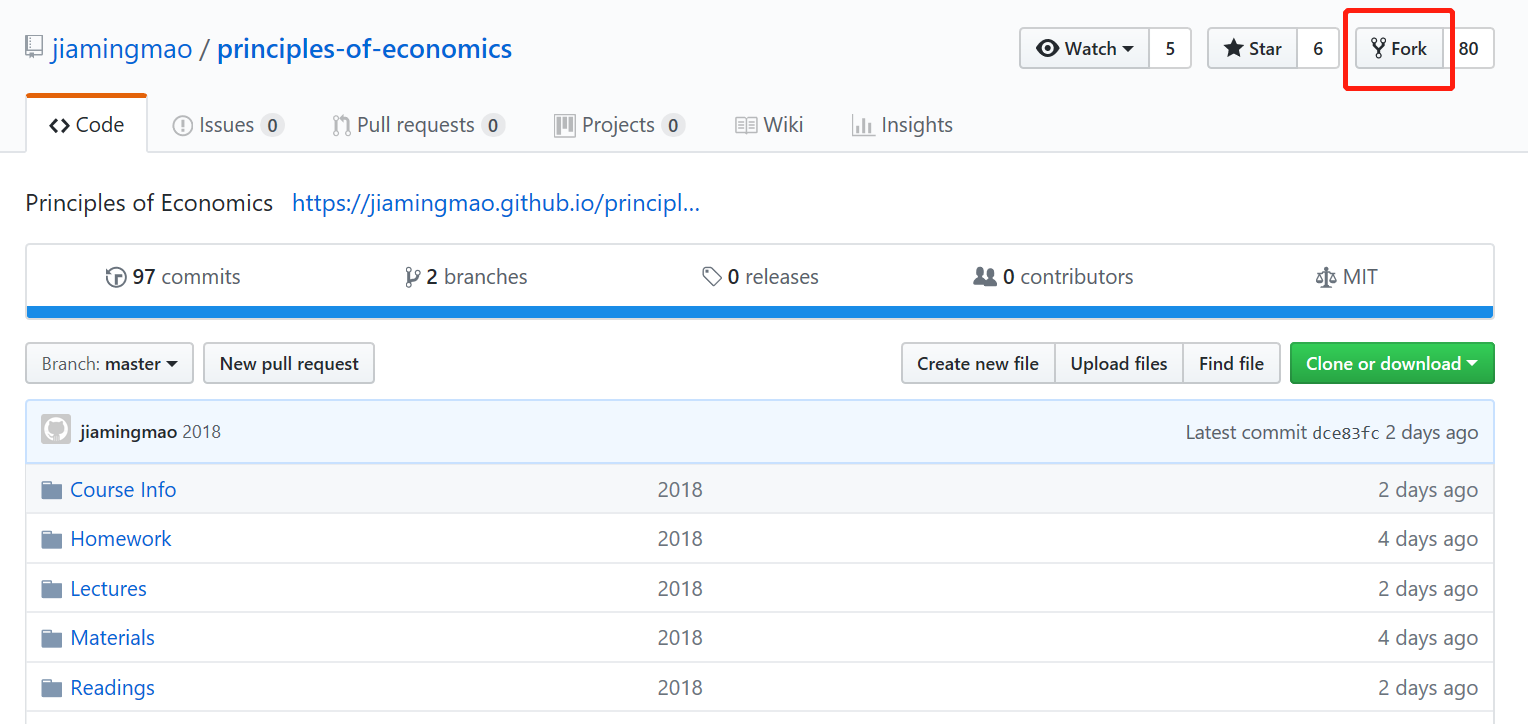 jiamingmao / principles-of-economics Watch 5 Star 6 Fork 80
Code Issues 0 Pull requests 0 Projects 0 Wiki Insights
Principles of Economics https://jiamingmao.github.io/principl...
97 commits 2 branches 0 releases 0 contributors MIT
Branch: master New pull request Create new file Upload files Find file Clone or download
jiamingmao 2018 Latest commit dce83fc 2 days ago
Course Info 2018 2 days ago
Homework 2018 4 days ago
Lectures 2018 2 days ago
Materials 2018 4 days ago
Readings 2018 2 days ago